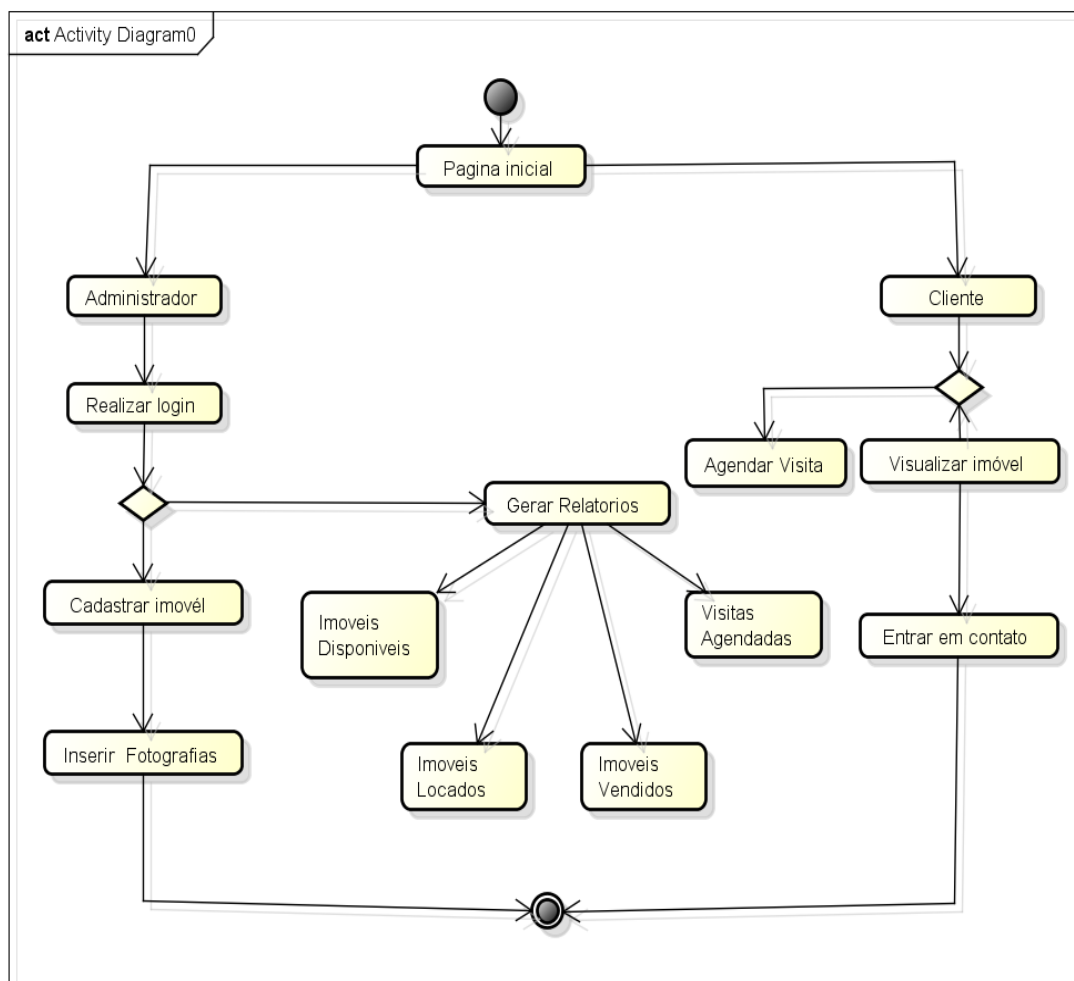 act Activity Diagram0
Pagina inicial
Administrador
Cliente
Realizar login
Agendar Visita
Visualizar imóvel
Gerar Relatorios
Cadastrar imovél
Imoveis
Disponiveis
Visitas
Agendadas
Entrar em contato
Inserir Fotografias
Imoveis
Locados
Imoveis
Vendidos